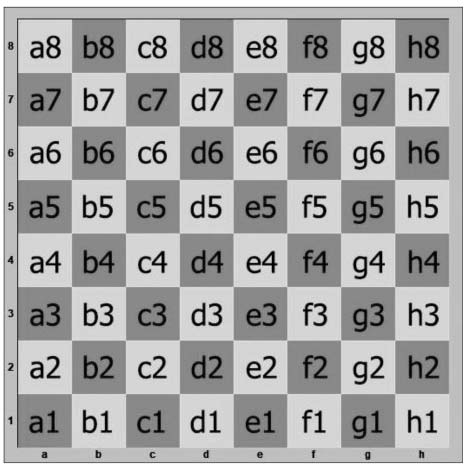 8 a8 b8 c8 d8 e8 f8 g8 h8
7 a7 b7 c7 d7 e7 f7 g7 h7
6 a6 b6 c6 d6 e6 f6 g6 h6
5 a5 b5 c5 d5 e5 f5 g5 h5
4 a4 b4 c4 d4 e4 f4 g4 h4
3 a3 b3 c3 d3 e3 f3 g3 h3
2 a2 b2 c2 d2 e2 f2 g2 h2
1 a1 b1 c1 d1 e1 f1 g1 h1
a b c d e f g h